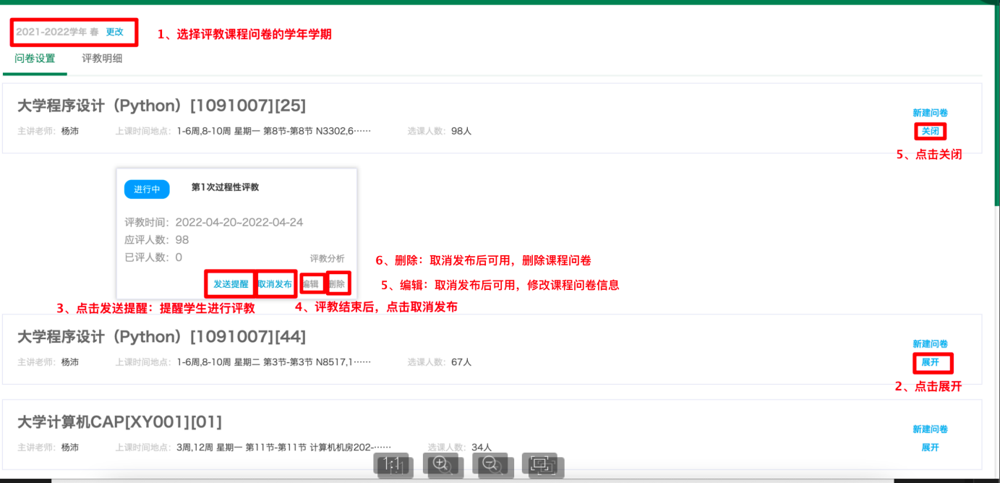 2021-2022学年 春 更改
1、选择评教课程问卷的学年学期
问卷设置 评教明细
大学程序设计（Python）[1091007][25]
新建问卷
主讲老师: 杨沛 上课时间地点: 1-6周,8-10周 星期一 第8节-第8节 N3302,6…… 选课人数: 98人
关闭
5、点击关闭
进行中 第1次过程性评教
评教时间: 2022-04-20~2022-04-24
应评人数: 98
已评人数: 0
评教分析
6、删除：取消发布后可用，删除课程问卷
发送提醒 取消发布 编辑 删除
5、编辑：取消发布后可用，修改课程问卷信息
3、点击发送提醒：提醒学生进行评教
4、评教结束后，点击取消发布
大学程序设计（Python）[1091007][44]
新建问卷
主讲老师: 杨沛 上课时间地点: 1-6周,8-10周 星期二 第3节-第3节 N8517,1…… 选课人数: 67人
展开
2、点击展开
大学计算机CAP[XY001][01]
新建问卷
主讲老师: 杨沛 上课时间地点: 3周,12周 星期一 第11节-第11节 计算机机房202-…… 选课人数: 34人
展开
1:1